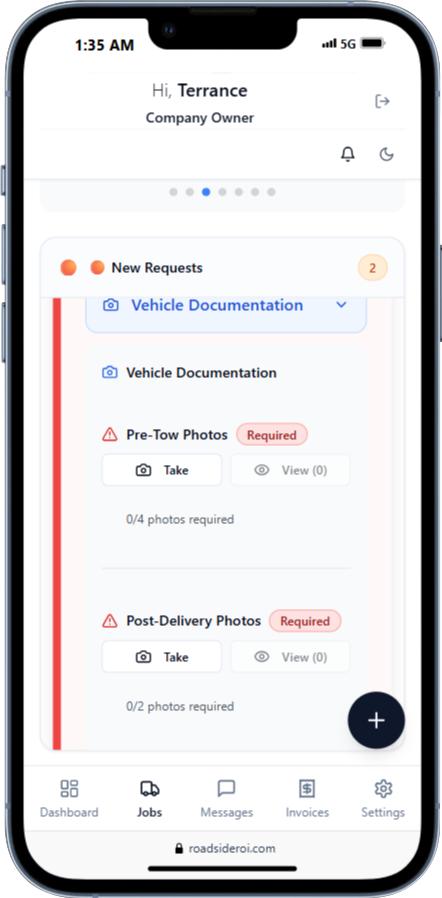 1:35 AM 5G
Hi, Terrance
Company Owner
New Requests 2
Vehicle Documentation
Vehicle Documentation
Pre-Tow Photos Required
Take View (0)
0/4 photos required
Post-Delivery Photos Required
Take View (0)
0/2 photos required
Dashboard Jobs Messages Invoices Settings
roadsideroi.com